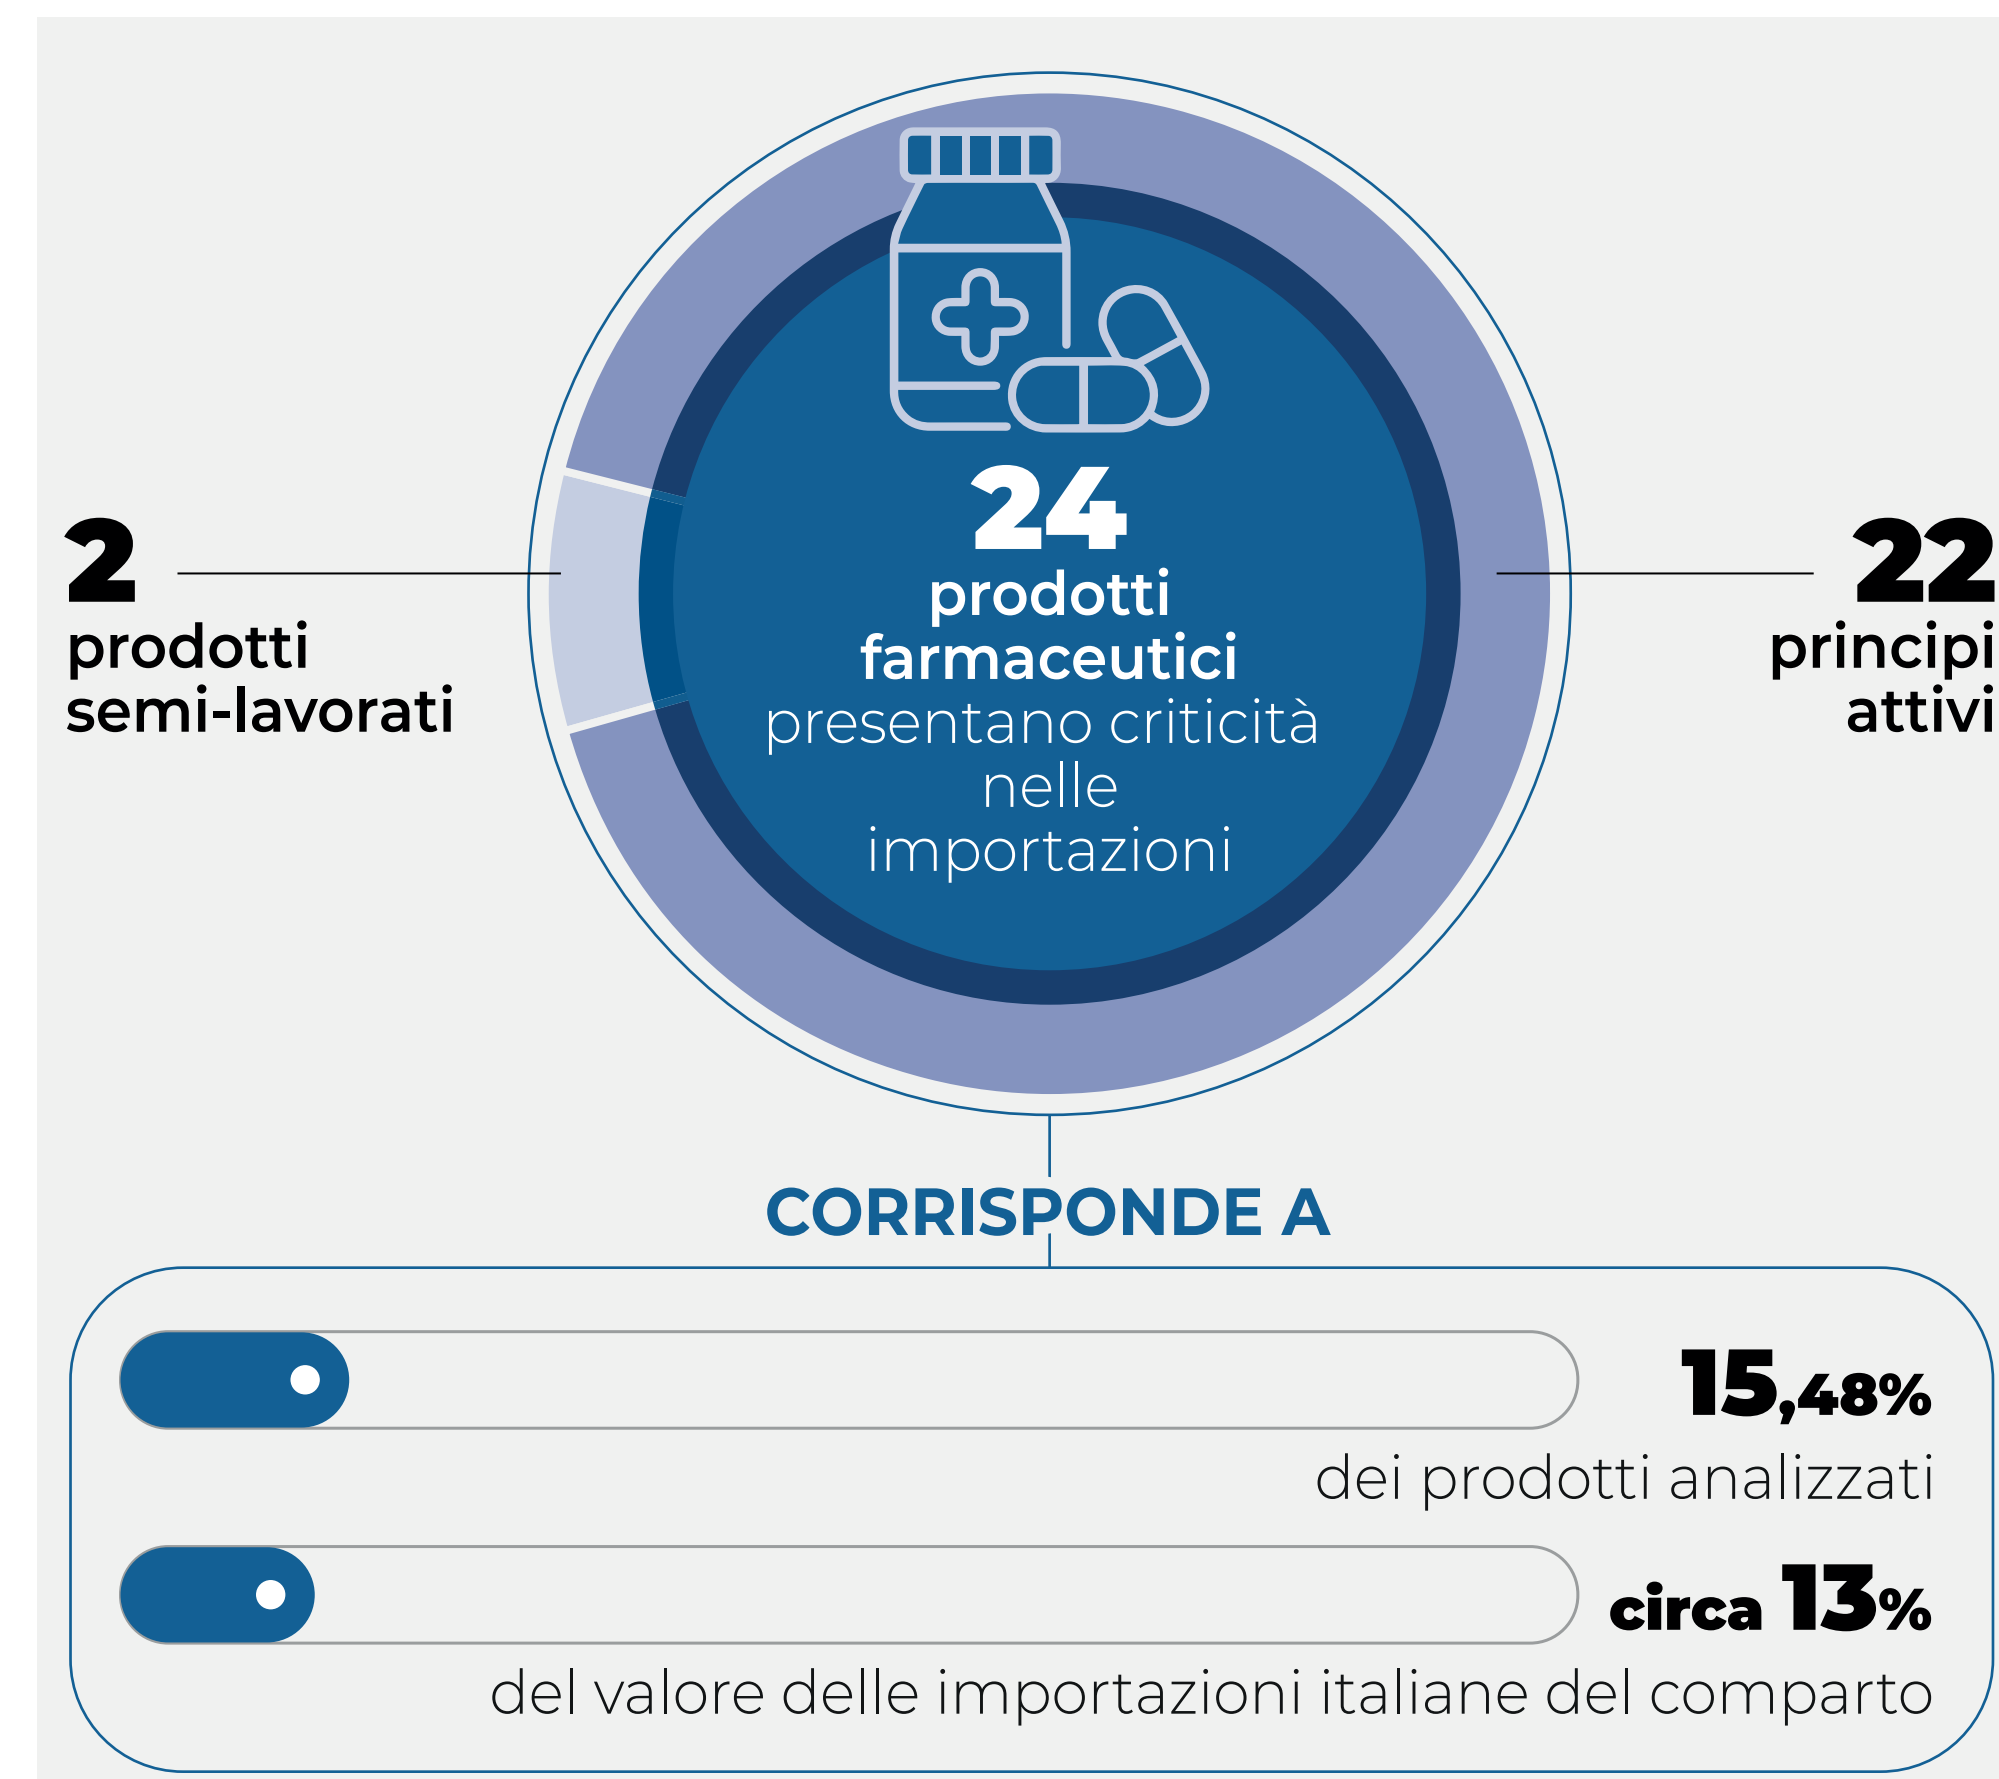 24
prodotti
farmaceutici
presentano criticità
nelle
importazioni
2
prodotti
semi-lavorati
22
principi
attivi
CORRISPONDE A
15,48%
dei prodotti analizzati
circa 13%
del valore delle importazioni italiane del comparto